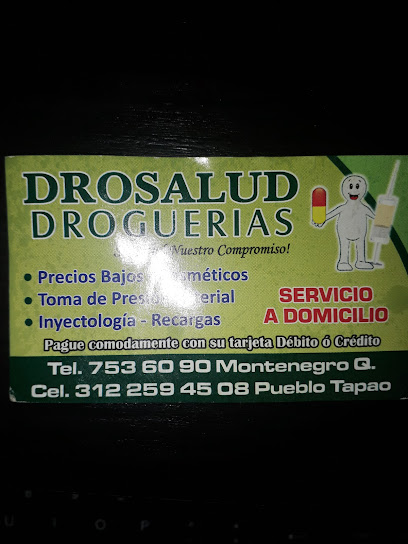 DROSALUD
DROGUERIAS
Nuestro Compromiso!
• Precios Bajos
• Toma de
• Inyectología - Recargas
SERVICIO
A DOMICILIO
Pague comodamente con su tarjeta Débito ó Crédito
Tel. 753 60 90 Montenegro Q.
Cel. 312 259 45 08 Pueblo Tapao
U I O P